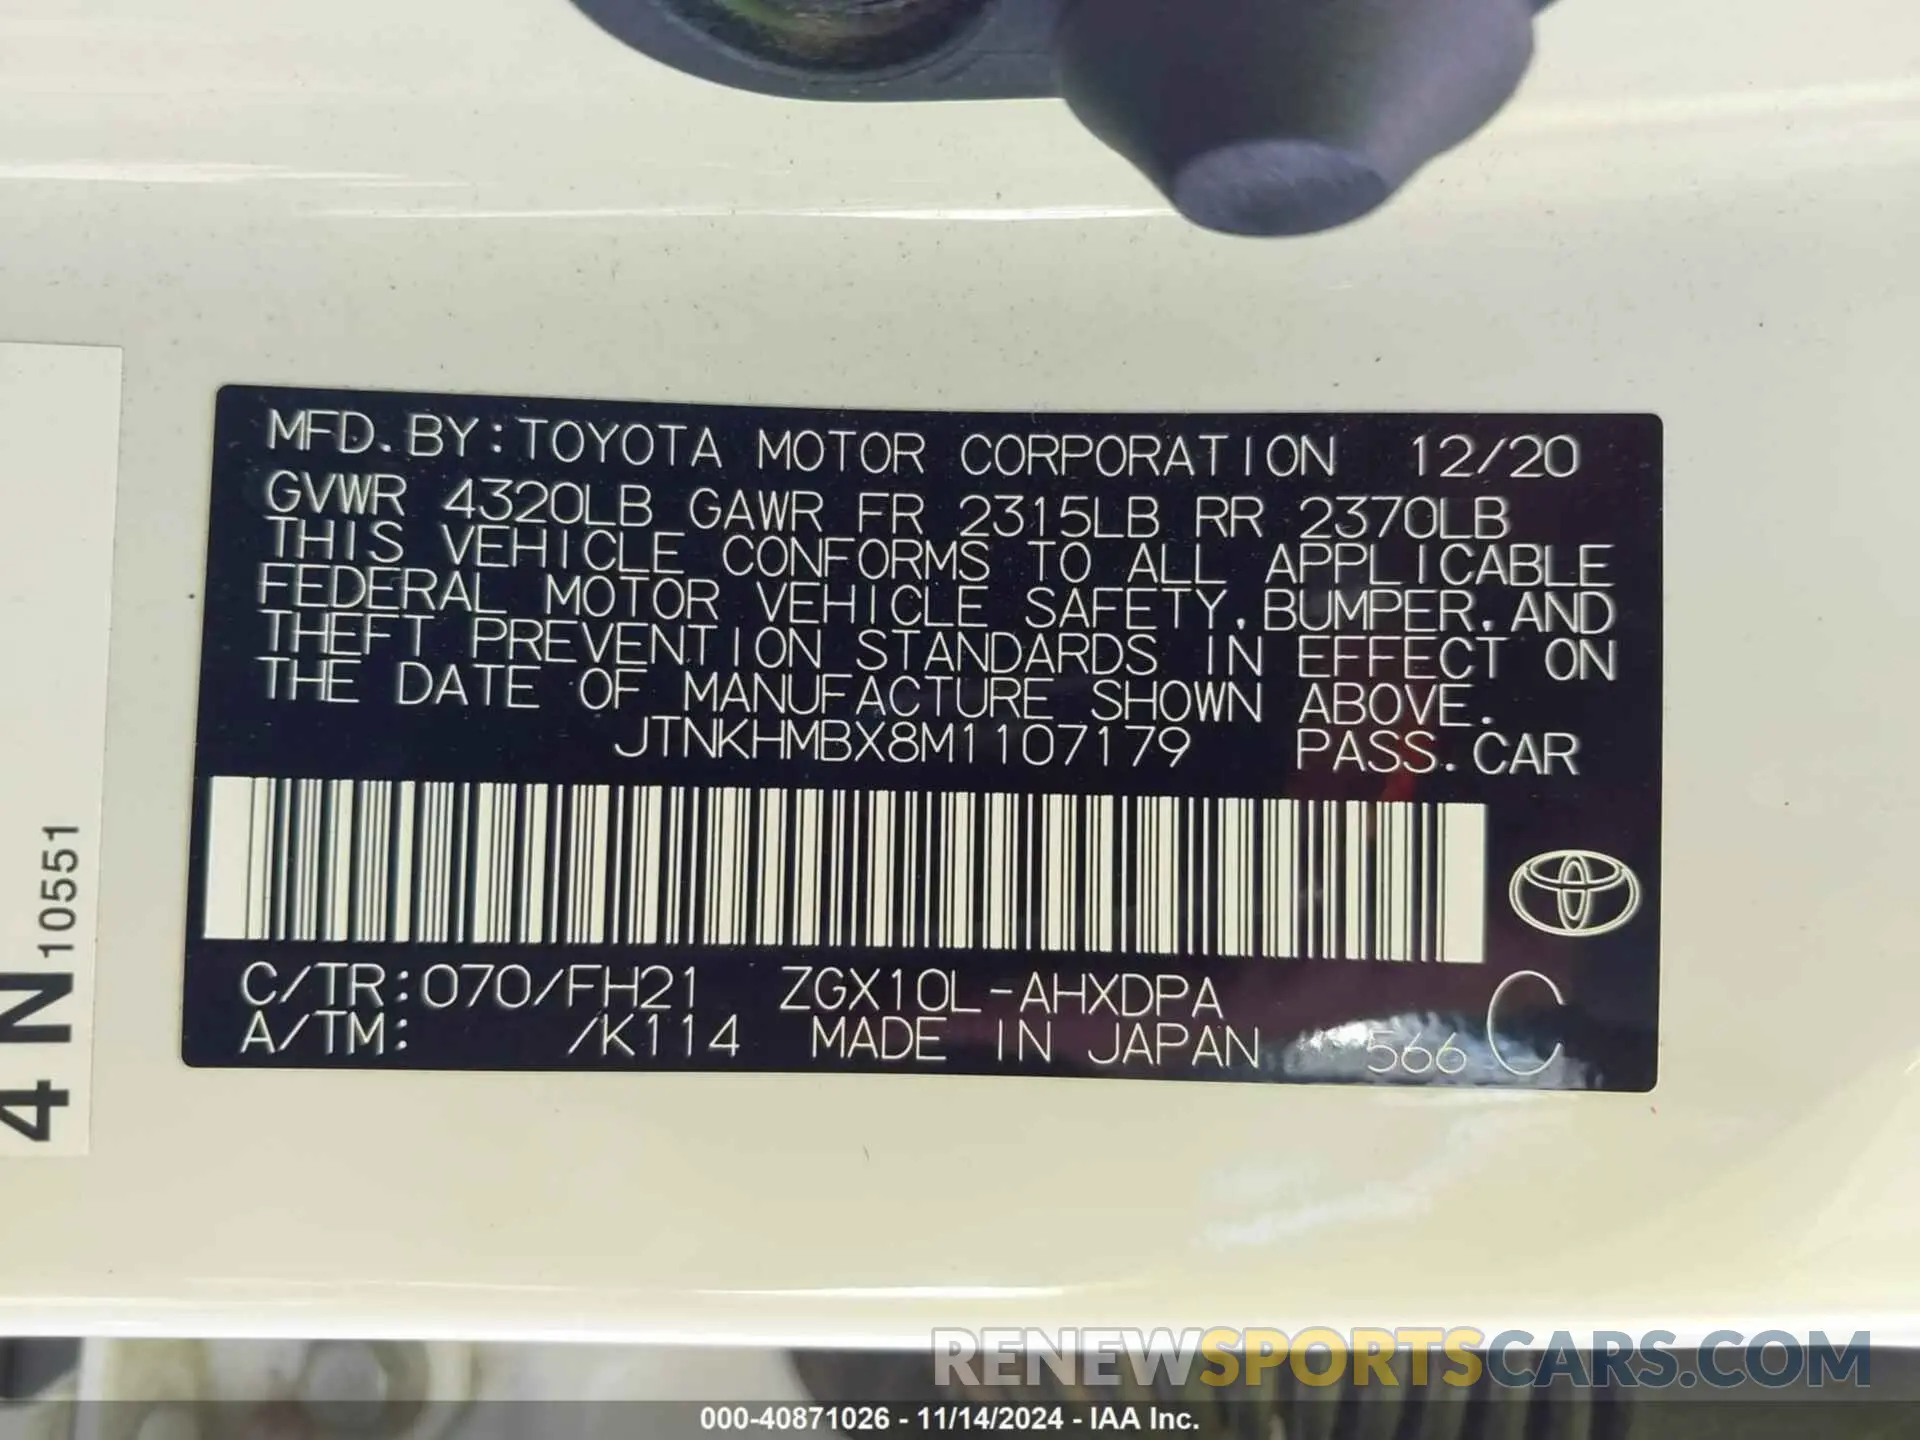 MFD. BY: TOYOTA MOTOR CORPORATION 12/20
GVWR 4320LB GAWR FR 2315LB RR 2370LB
THIS VEHICLE CONFORMS TO ALL APPLICABLE
FEDERAL MOTOR VEHICLE SAFETY, BUMPER, AND
THEFT PREVENTION STANDARDS IN EFFECT ON
THE DATE OF MANUFACTURE SHOWN ABOVE.
JTNKHMBX8M1107179 PASS. CAR
C/TR: 070/FH21 ZGX10L-AHXDPA C
A/TM: /K114 MADE IN JAPAN 566
4 N 10551
RENEWSPORTSCARS.COM
000-40871026 - 11/14/2024 - IAA Inc.